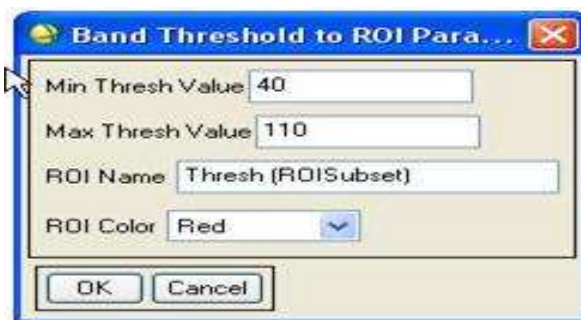 Band Threshold to ROI Para...
Min Thresh Value 40
Max Thresh Value 110
ROI Name Thresh (ROISubset)
ROI Color Red
OK Cancel